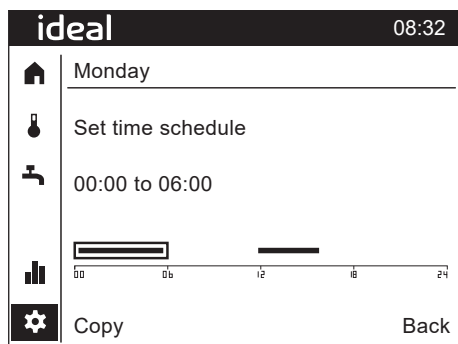 ideal 08:32
Monday
Set time schedule
00:00 to 06:00
00 06 12 18 24
Copy Back